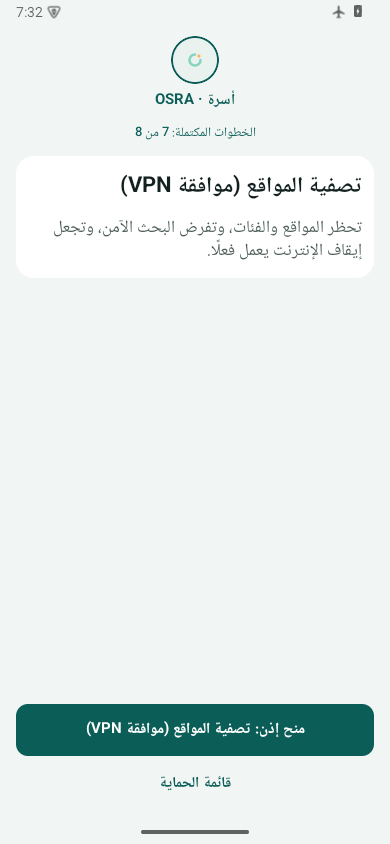 7:32
أسرة · OSRA
الخطوات المكتملة: 7 من 8
تصفية المواقع (موافقة VPN)
تحظر المواقع والفئات، وتفرض البحث الآمن، وتجعل
إيقاف الإنترنت يعمل فعلًا.
منح إذن: تصفية المواقع (موافقة VPN)
قائمة الحماية